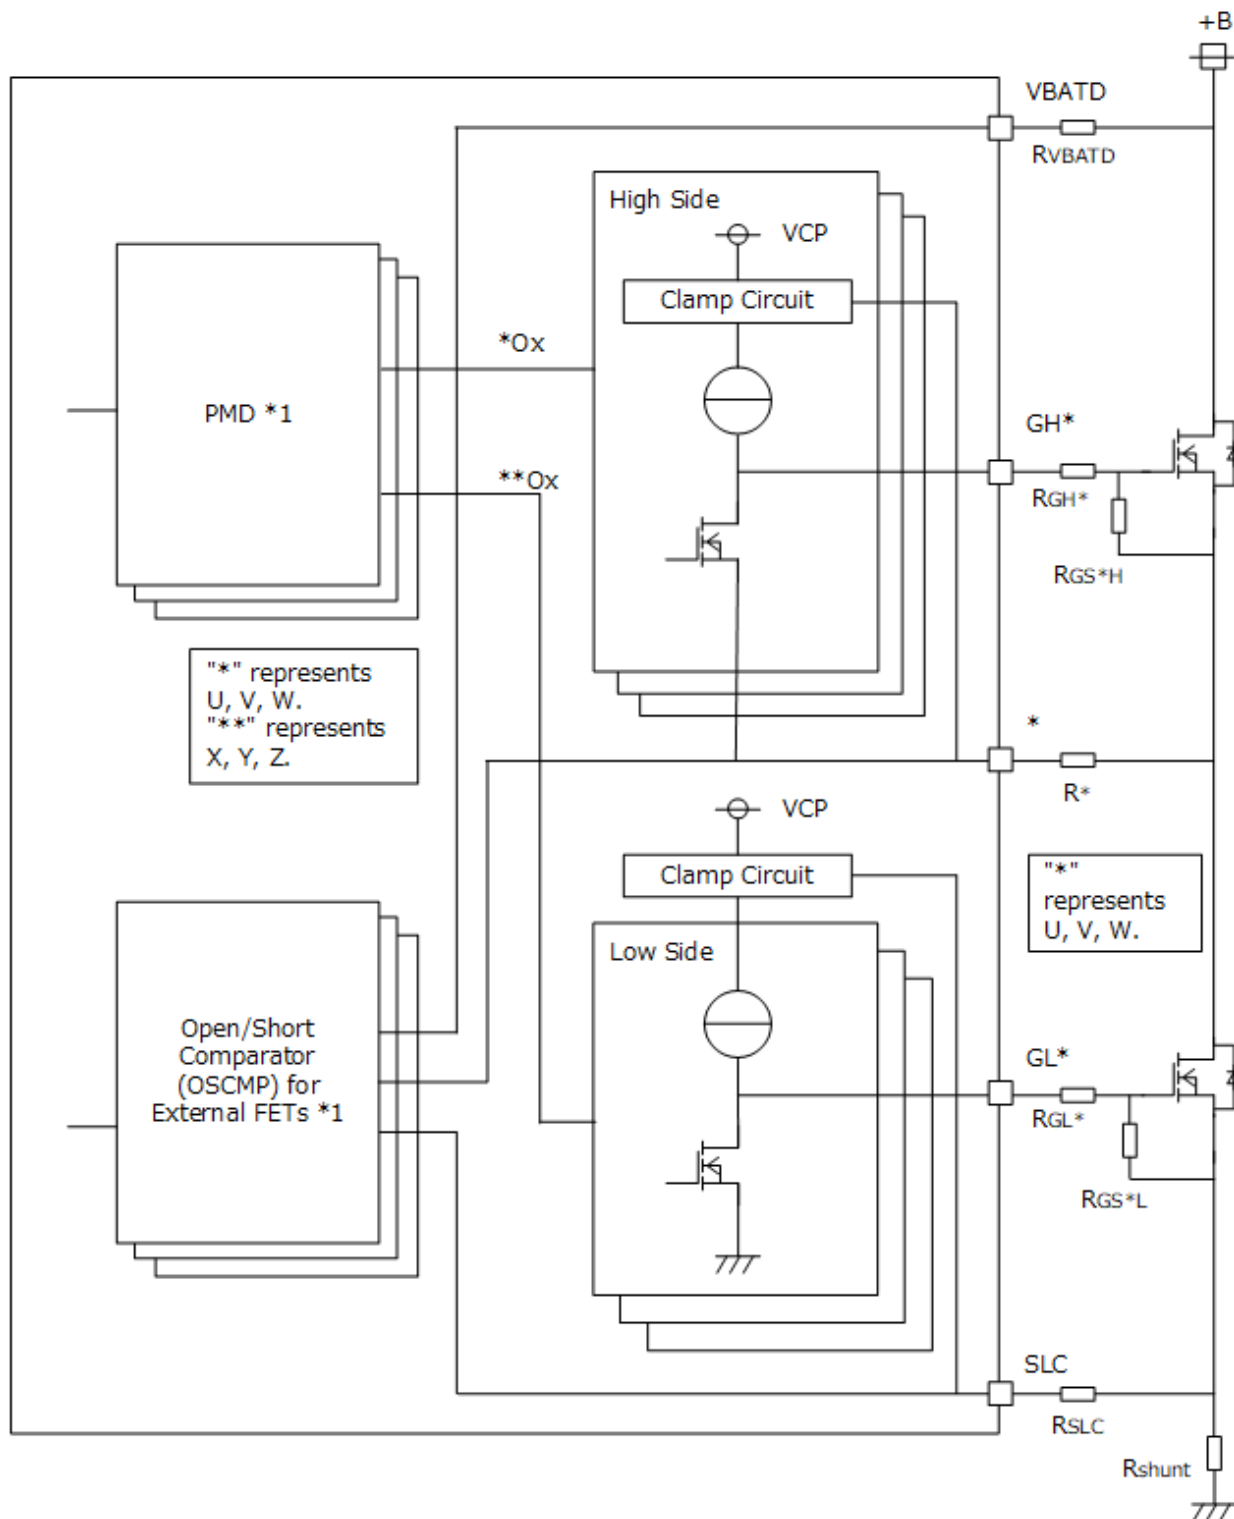 +B
VBATD
RVBATD
High Side
VCP
Clamp Circuit
*Ox
PMD *1
GH*
**Ox
RGH*
RGS*H
"*" represents
U, V, W.
"**" represents
X, Y, Z.
*
R*
VCP
Clamp Circuit
"*"
represents
U, V, W.
Low Side
Open/Short
Comparator
(OSCMP) for
External FETs *1
GL*
RGL*
RGS*L
SLC
RSLC
Rshunt